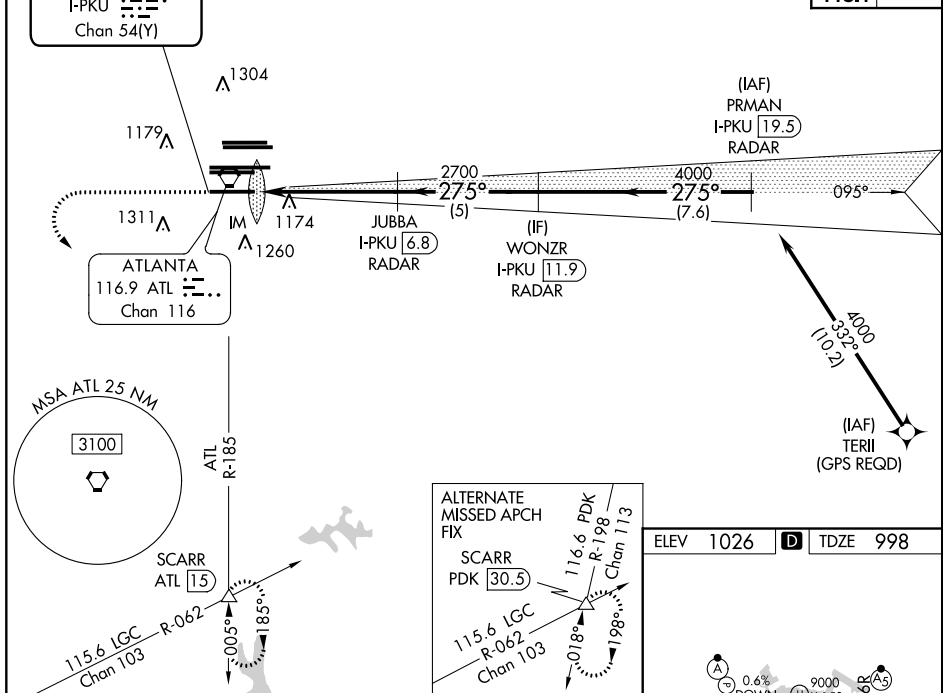 I-PKU
Chan 54(Y)
1304
1179
1311
IM
1174
1260
ATLANTA
116.9 ATL
Chan 116
2700
275°
(5)
4000
275°
(7.6)
095°
JUBBA
I-PKU 6.8
RADAR
(IF)
WONZR
I-PKU 11.9
RADAR
(IAF)
PRMAN
I-PKU 19.5
RADAR
4000
332°
(10.2)
(IAF)
TERII
(GPS REQD)
MSA ATL 25 NM
3100
ATL
R-185
SCARR
ATL 15
005°
185°
115.6 LGC
R-062
Chan 103
ALTERNATE
MISSED APCH
FIX
SCARR
PDK 30.5
116.6 PDK
R-198
Chan 113
115.6 LGC
R-062
Chan 103
018°
198°
ELEV 1026 D TDZE 998
A
P
0.6%
9000
A5